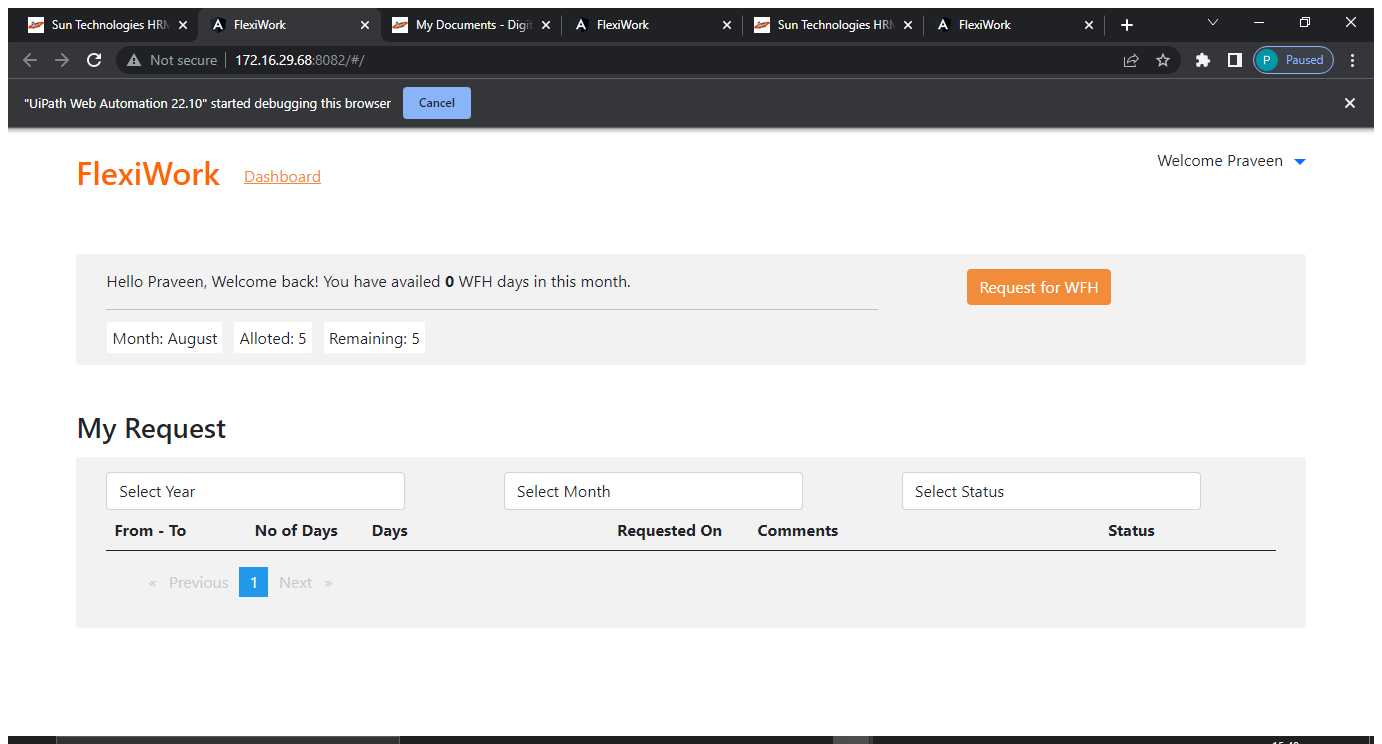 Sun Technologies HRM FlexiWork My Documents - Digit FlexiWork Sun Technologies HRM FlexiWork
Not secure 172.16.29.68:8082/#/ P Paused
"UiPath Web Automation 22.10" started debugging this browser Cancel
FlexiWork Dashboard Welcome Praveen
Hello Praveen, Welcome back! You have availed 0 WFH days in this month. Request for WFH
Month: August Alloted: 5 Remaining: 5
My Request
Select Year Select Month Select Status
From - To No of Days Days Requested On Comments Status
« Previous 1 Next »